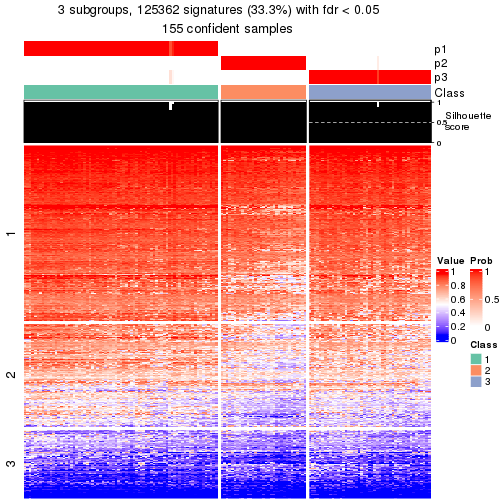 3 subgroups, 125362 signatures (33.3%) with fdr < 0.05
155 confident samples
p1
p2
p3
Class
1
0.5
0
Silhouette
score
1
2
3
Value
1
0.8
0.6
0.4
0.2
0
Prob
1
0.5
0
Class
1
2
3